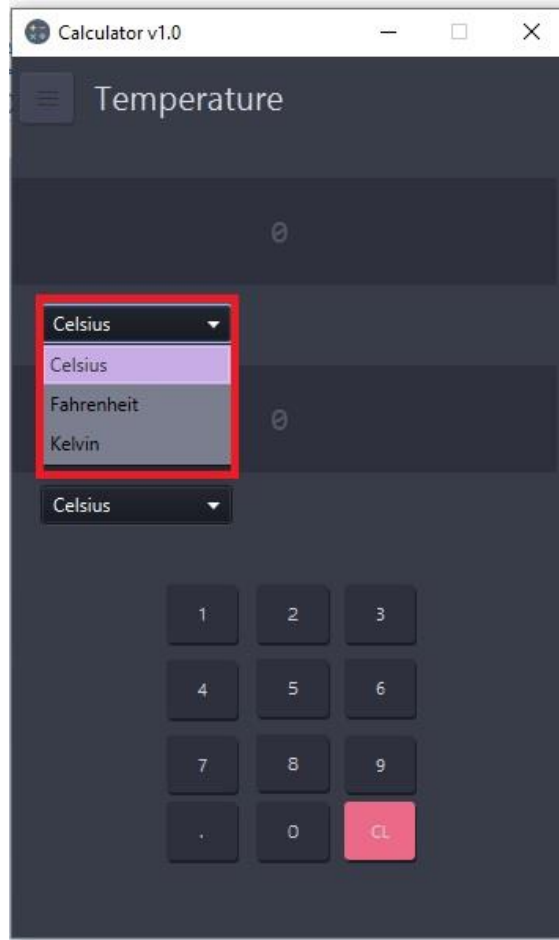 Calculator v1.0
Temperature
0
Celsius
Celsius
Fahrenheit
Kelvin
0
Celsius
1 2 3
4 5 6
7 8 9
. 0 CL